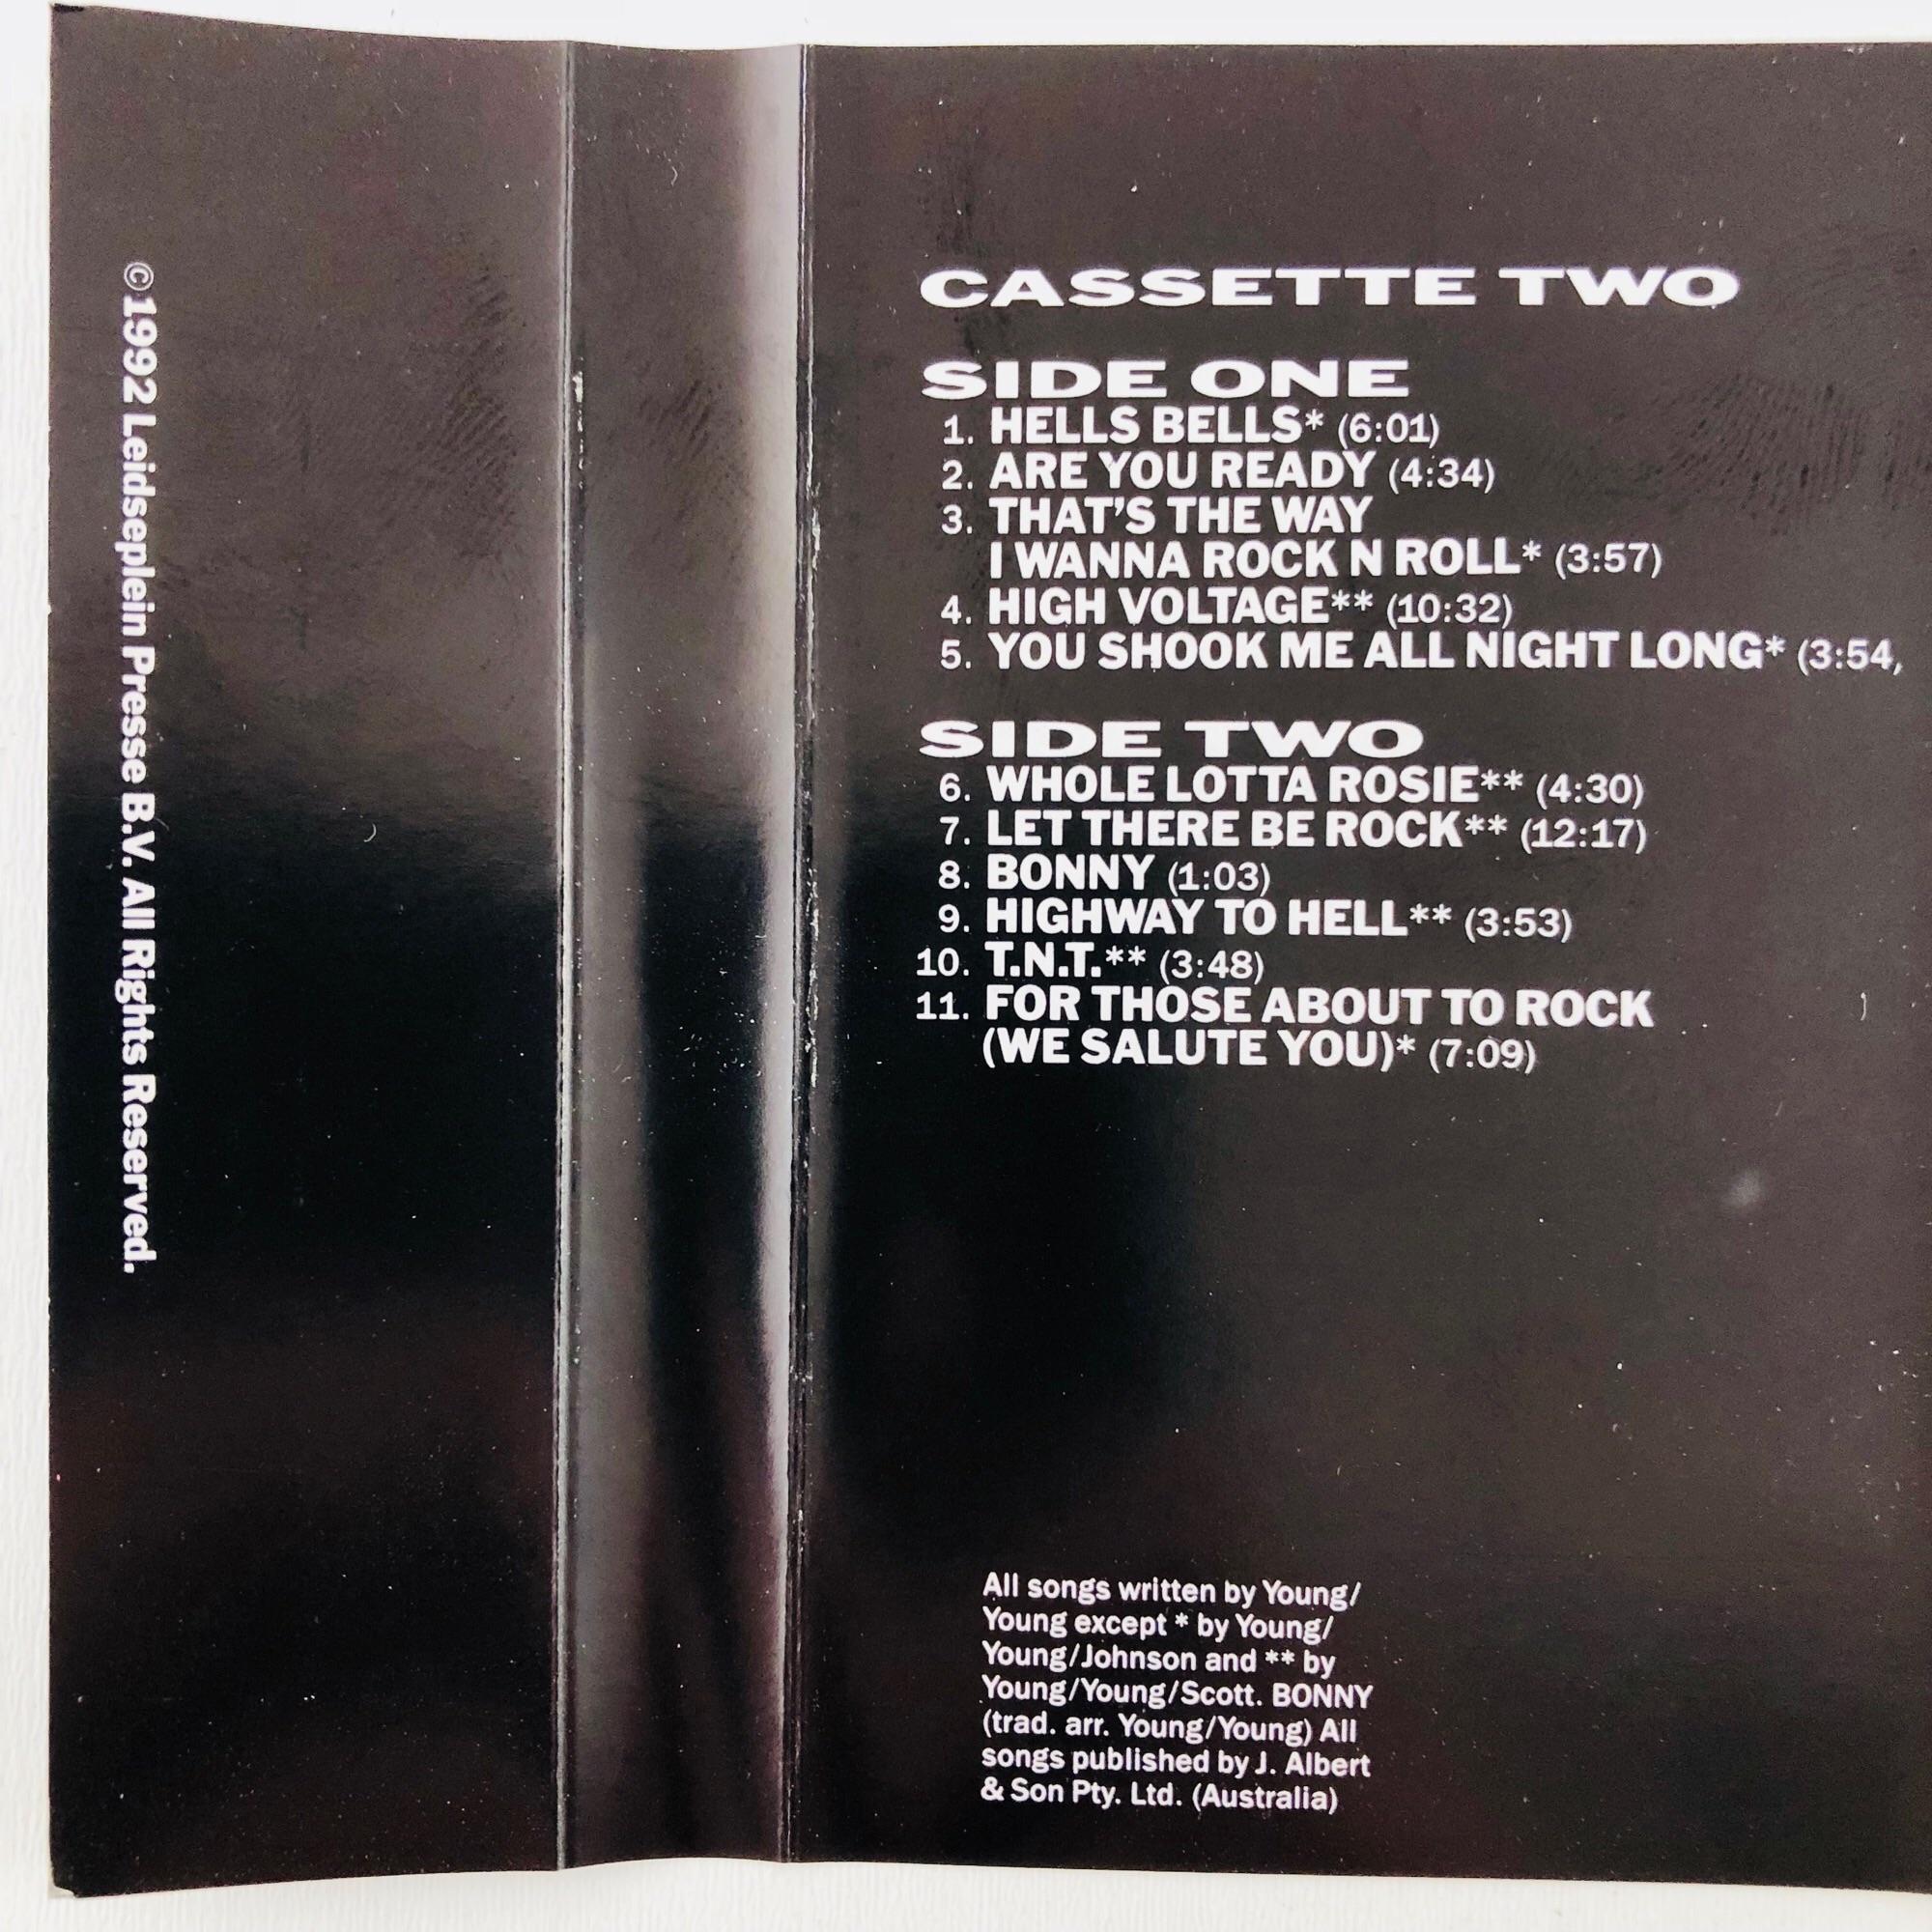 ©1992 Leidseplein Presse B.V. All Rights Reserved.
CASSETTE TWO
SIDE ONE
1. HELLS BELLS* (6:01)
2. ARE YOU READY (4:34)
3. THAT'S THE WAY
I WANNA ROCK N ROLL* (3:57)
4. HIGH VOLTAGE** (10:32)
5. YOU SHOOK ME ALL NIGHT LONG* (3:54,
SIDE TWO
6. WHOLE LOTTA ROSIE** (4:30)
7. LET THERE BE ROCK** (12:17)
8. BONNY (1:03)
9. HIGHWAY TO HELL** (3:53)
10. T.N.T.** (3:48)
11. FOR THOSE ABOUT TO ROCK
(WE SALUTE YOU)* (7:09)
All songs written by Young/
Young except * by Young/
Young/Johnson and ** by
Young/Young/Scott. BONNY
(trad. arr. Young/Young) All
songs published by J. Albert
& Son Pty. Ltd. (Australia)